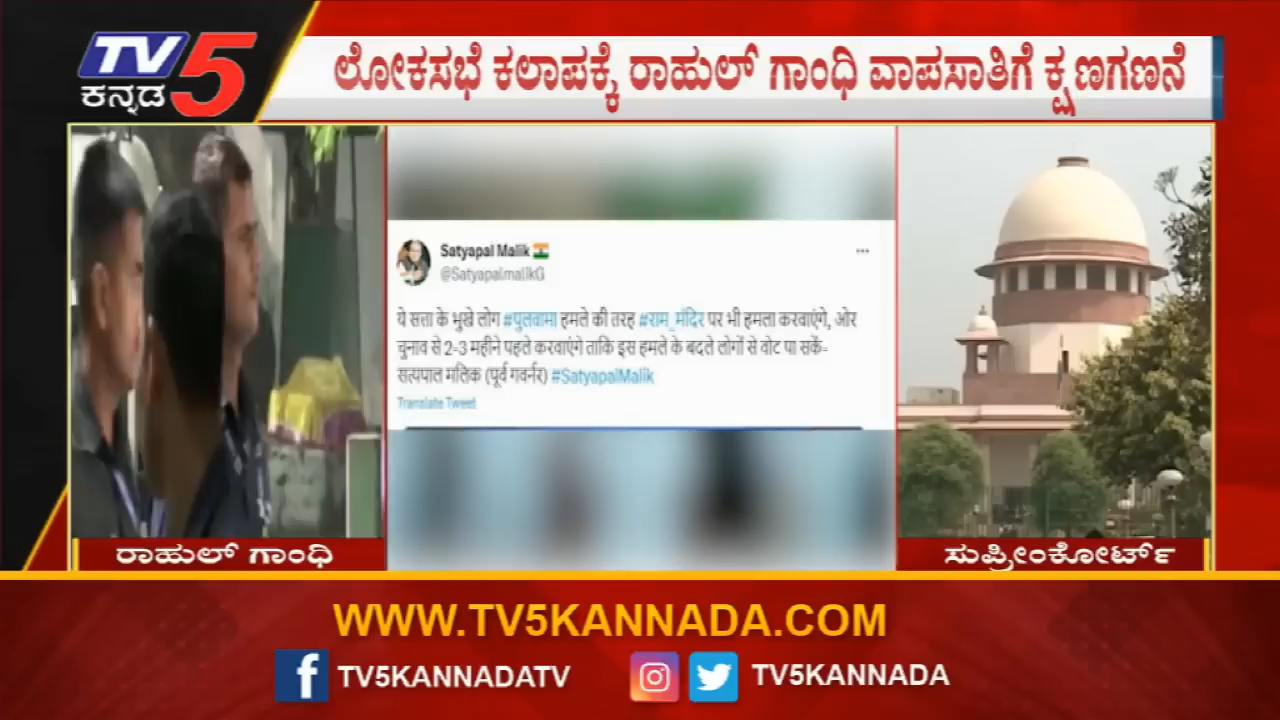 TV5
ಕನ್ನಡ
ಲೋಕಸಭೆ ಕಲಾಪಕ್ಕೆ ರಾಹುಲ್ ಗಾಂಧಿ ವಾಪಸಾತಿಗೆ ಕ್ಷಣಗಣನೆ
Satyapal Malik
@SatyapalmalikG
ये सत्ता के भुखे लोग #पुलवामा हमले की तरह #राम_मंदिर पर भी हमला करवाएंगे, ओर
चुनाव से 2-3 महीने पहले करवाएंगे ताकि इस हमले के बदले लोगों से वोट पा सकें-
सत्यपाल मलिक (पूर्व गवर्नर) #SatyapalMalik
Translate Tweet
ರಾಹುಲ್ ಗಾಂಧಿ
ಸುಪ್ರೀಂಕೋರ್ಟ್
WWW.TV5KANNADA.COM
TV5KANNADATV
TV5KANNADA